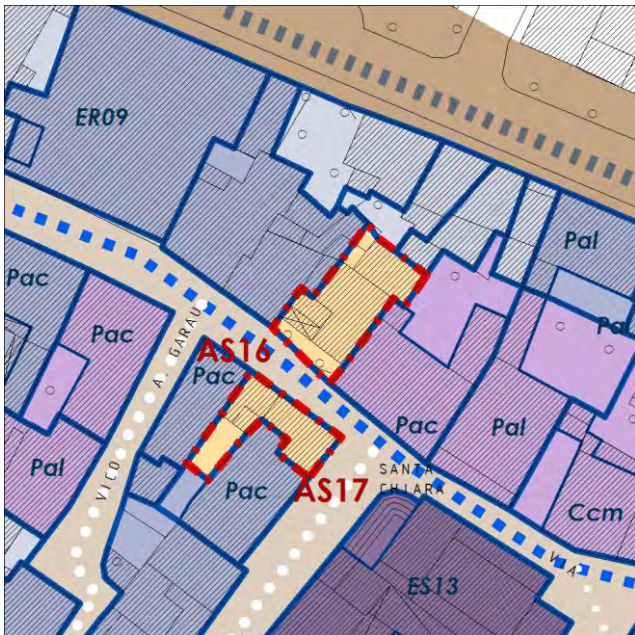 ER09
Pal
Pac
Pac
Pal
A. GARAU
AS16
Pac
Pac
Pal
SANTA
CHIARA
Pal
VICO
Pac
AS17
Ccm
VIA
ES13